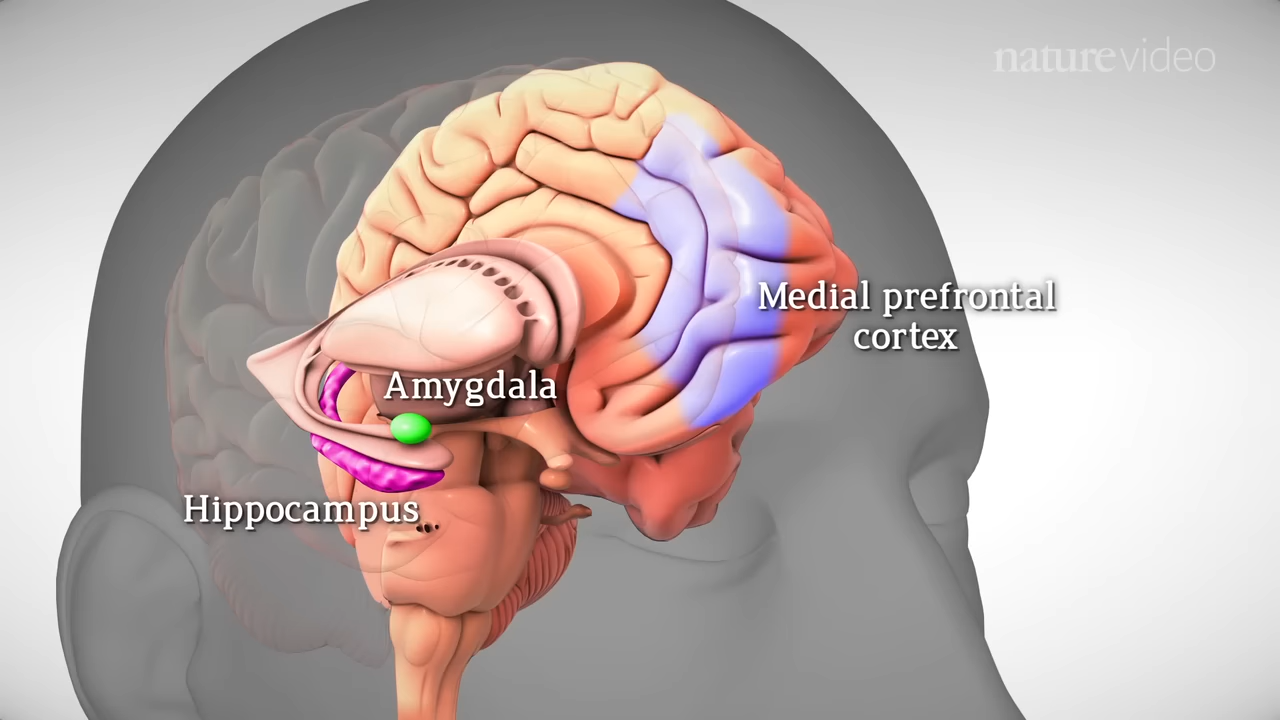 naturevideo
Medial prefrontal
cortex
Amygdala
Hippocampus